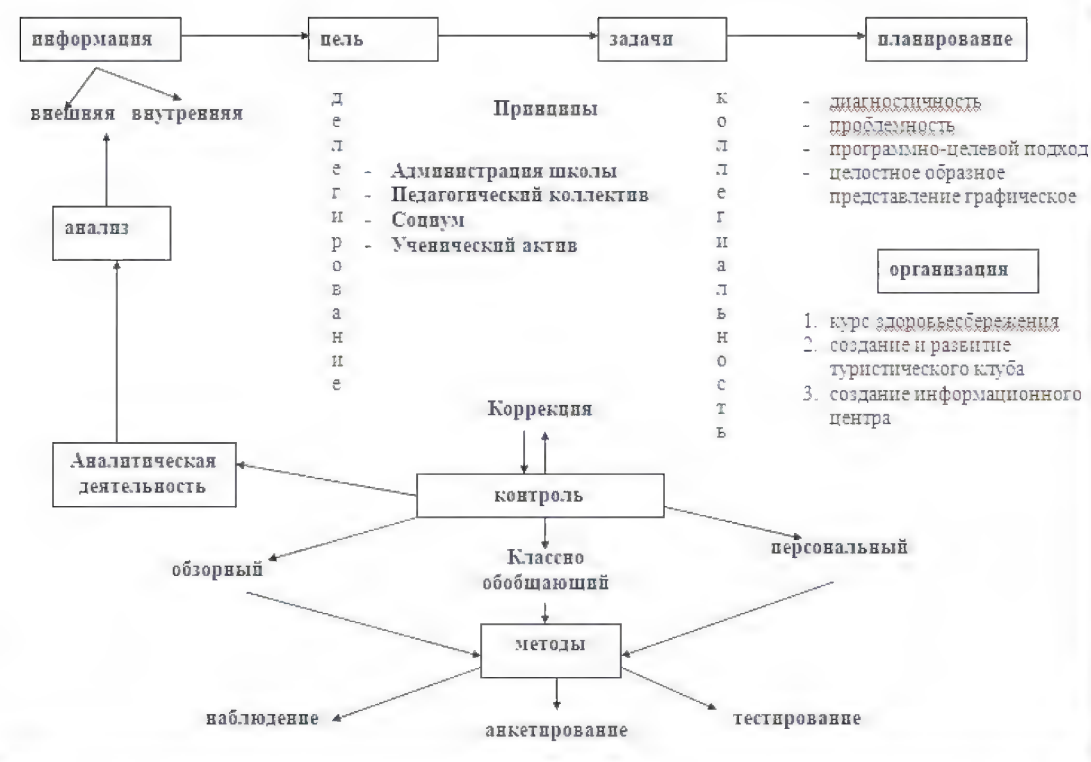 информация
цель
задачи
планирование
внешняя внутренняя
делегирование
Принципы
- Администрация школы
- Педагогический коллектив
- Социум
- Ученический актив
коллегиальность
- диагностичность
- проблемность
- программно-целевой подход
- целостное образное
представление графическое
анализ
организация
1. курс здоровьесбережения
2. создание и развитие
туристического клуба
3. создание информационного
центра
Коррекция
Аналитическая
деятельность
контроль
обзорный
Классно
обобщающий
персональный
методы
наблюдение
анкетирование
тестирование